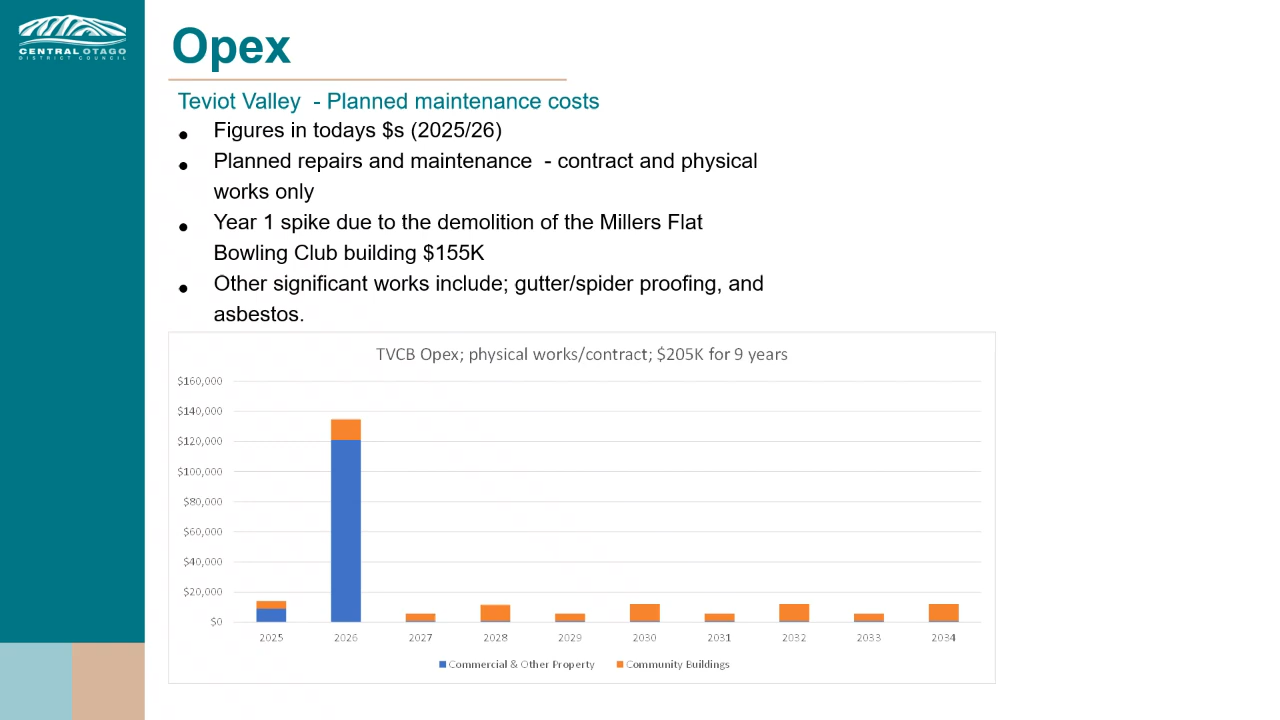 CENTRAL OTAGO
DISTRICT COUNCIL
Opex
Teviot Valley - Planned maintenance costs
• Figures in todays $s (2025/26)
• Planned repairs and maintenance - contract and physical
works only
• Year 1 spike due to the demolition of the Millers Flat
Bowling Club building $155K
• Other significant works include; gutter/spider proofing, and
asbestos.
TVCB Opex; physical works/contract; $205K for 9 years
$160,000
$140,000
$120,000
$100,000
$80,000
$60,000
$40,000
$20,000
$0
2025 2026 2027 2028 2029 2030 2031 2032 2033 2034
Commercial & Other Property Community Buildings